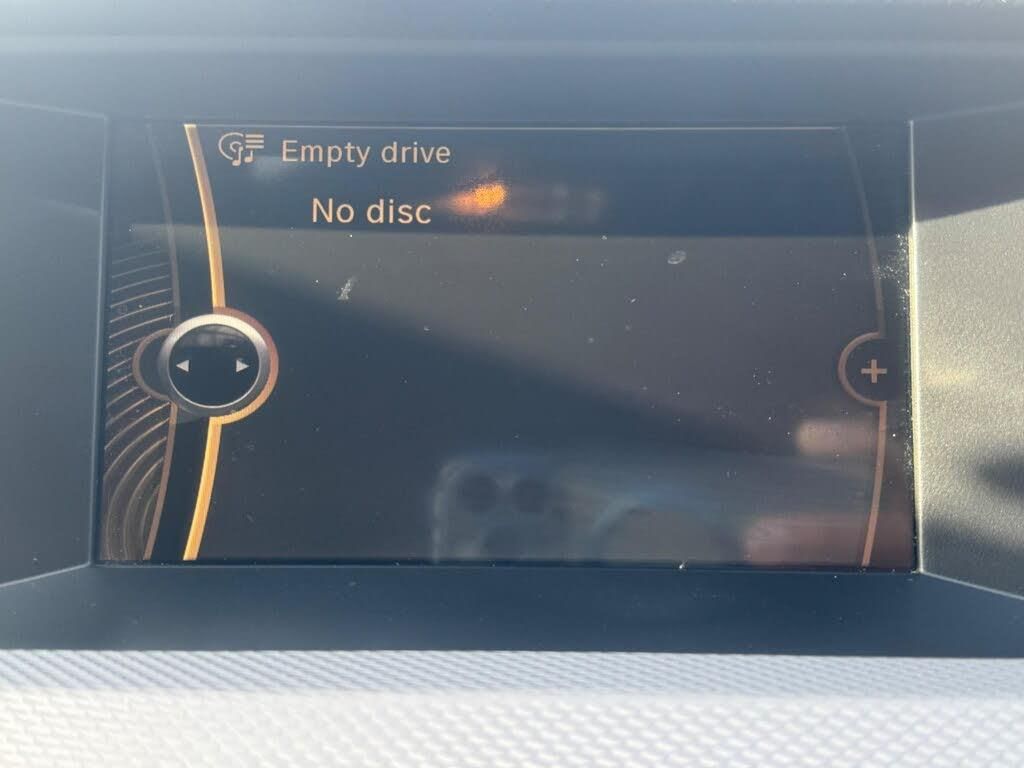 Empty drive
No disc